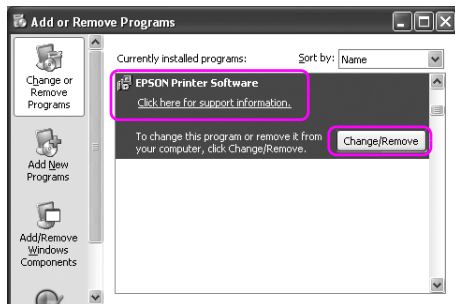 Add or Remove Programs
Change or
Remove
Programs
Add New
Programs
Add/Remove
Windows
Components
Currently installed programs:
Sort by:
Name
EPSON Printer Software
Click here for support information.
To change this program or remove it from
your computer, click Change/Remove.
Change/Remove